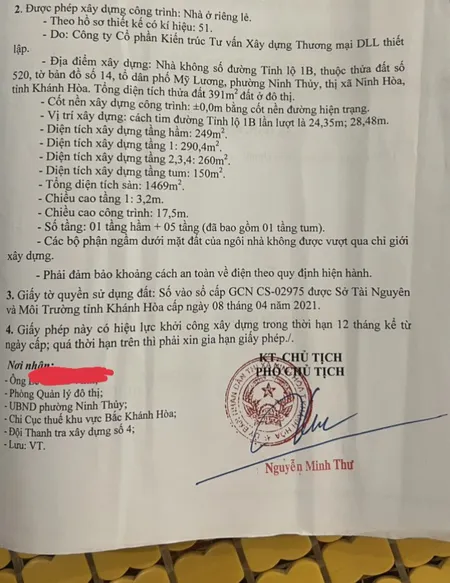 2. Được phép xây dựng công trình: Nhà ở riêng lẻ.
- Theo hồ sơ thiết kế có kí hiệu: 51.
- Do: Công ty Cổ phần Kiến trúc Tư vấn Xây dựng Thương mại DLL thiết
lập.
- Địa điểm xây dựng: Nhà không số đường Tỉnh lộ 1B, thuộc thửa đất số
520, tờ bản đồ số 14, tổ dân phố Mỹ Lương, phường Ninh Thủy, thị xã Ninh Hòa,
tỉnh Khánh Hòa. Tổng diện tích thửa đất 391m² đất ở đô thị.
- Cốt nền xây dựng công trình: ±0,0m bằng cốt nền đường hiện trạng.
- Vị trí xây dựng: cách tim đường Tỉnh lộ 1B lần lượt là 24,35m; 28,48m.
- Diện tích xây dựng tầng hầm: 249m².
- Diện tích xây dựng tầng 1: 290,4m².
- Diện tích xây dựng tầng 2,3,4: 260m².
- Diện tích xây dựng tầng tum: 150m².
- Tổng diện tích sàn: 1469m².
- Chiều cao tầng 1: 3,2m.
- Chiều cao công trình: 17,5m.
- Số tầng: 01 tầng hầm + 05 tầng (đã bao gồm 01 tầng tum).
- Các bộ phận ngầm dưới mặt đất của ngôi nhà không được vượt qua chỉ giới
xây dựng.
- Phải đảm bảo khoảng cách an toàn về điện theo quy định hiện hành.
3. Giấy tờ quyền sử dụng đất: Số vào sổ cấp GCN CS-02975 được Sở Tài Nguyên
và Môi Trường tỉnh Khánh Hòa cấp ngày 08 tháng 04 năm 2021.
4. Giấy phép này có hiệu lực khởi công xây dựng trong thời hạn 12 tháng kể từ
ngày cấp; quá thời hạn trên thì phải xin gia hạn giấy phép./.
Nơi nhận:
- Ông
- Phòng Quản lý đô thị;
- UBND phường Ninh Thủy;
- Chi Cục thuế khu vực Bắc Khánh Hòa;
- Đội Thanh tra xây dựng số 4;
- Lưu: VT.
KT. CHỦ TỊCH
PHÓ CHỦ TỊCH
Nguyễn Minh Thư